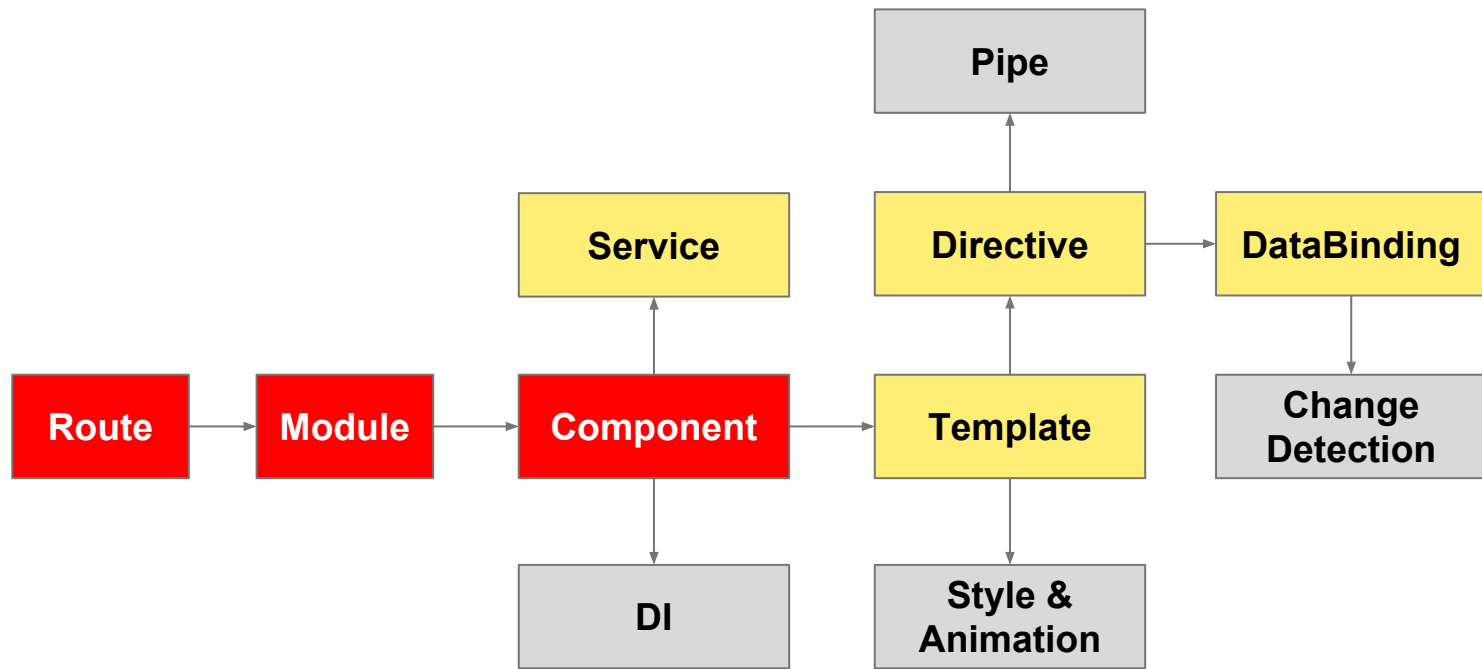 Pipe
Service
Directive
DataBinding
Route
Module
Component
Template
Change
Detection
DI
Style &
Animation